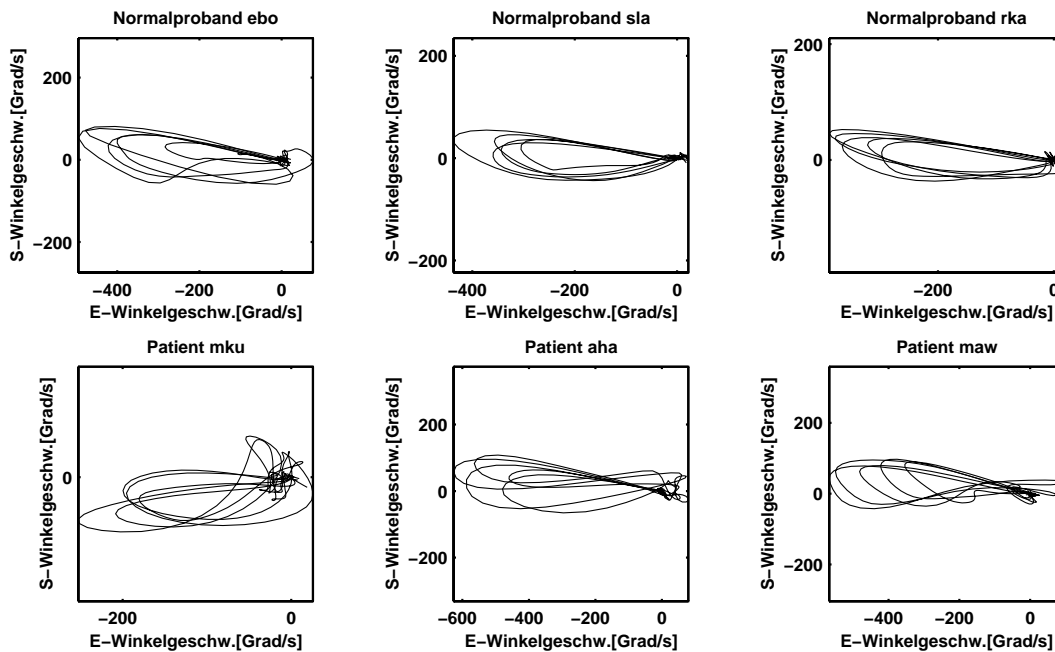 Normalproband ebo
Normalproband sla
Normalproband rka
S−Winkelgeschw.[Grad/s]
200
0
−200
−400
−200
0
E−Winkelgeschw.[Grad/s]
S−Winkelgeschw.[Grad/s]
200
0
−200
−400
−200
0
E−Winkelgeschw.[Grad/s]
S−Winkelgeschw.[Grad/s]
200
0
−200
0
E−Winkelgeschw.[Grad/s]
Patient mku
Patient aha
Patient maw
S−Winkelgeschw.[Grad/s]
0
−200
0
E−Winkelgeschw.[Grad/s]
S−Winkelgeschw.[Grad/s]
200
0
−200
−600
−400
−200
0
E−Winkelgeschw.[Grad/s]
S−Winkelgeschw.[Grad/s]
200
0
−200
−400
−200
0
E−Winkelgeschw.[Grad/s]